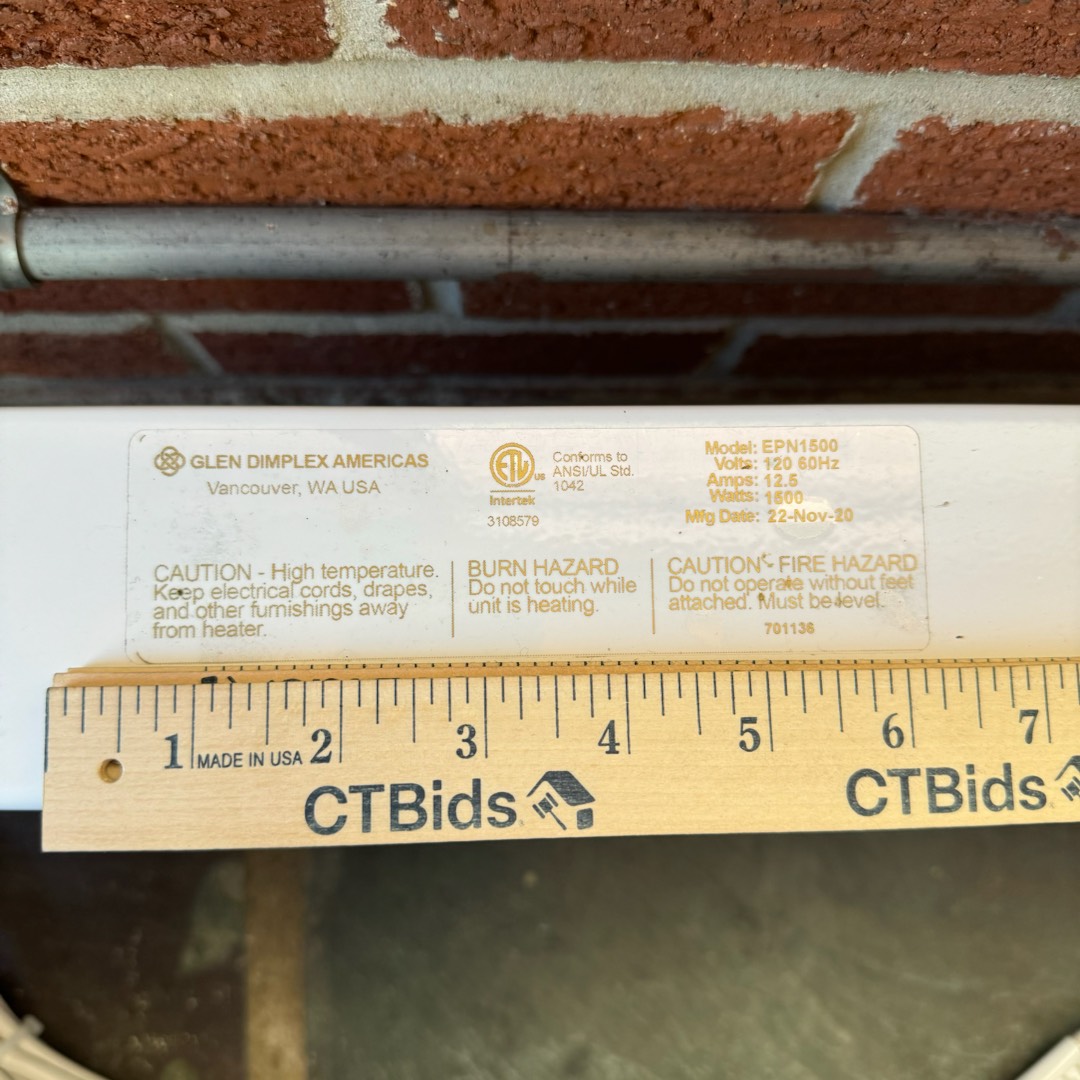 GLEN DIMPLEX AMERICAS
Vancouver, WA USA
ETL
US
Intertek
3108579
Conforms to
ANSI/UL Std.
1042
Model: EPN1500
Volts: 120 60Hz
Amps: 12.5
Watts: 1500
Mfg Date: 22-Nov-20
CAUTION - High temperature.
Keep electrical cords, drapes,
and other furnishings away
from heater.
BURN HAZARD
Do not touch while
unit is heating.
CAUTION - FIRE HAZARD
Do not operate without feet
attached. Must be level.
701136
1 MADE IN USA 2 3 4 5 6 7
CTBids CTBids